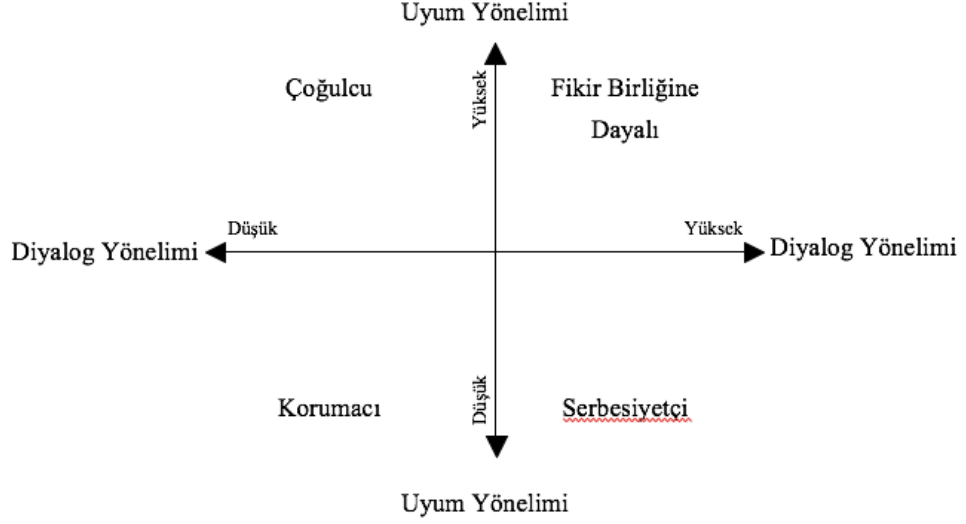 Uyum Yönelimi
Yüksek
Çoğulcu
Fikir Birliğine
Dayalı
Düşük
Yüksek
Diyalog Yönelimi
Diyalog Yönelimi
Düşük
Korumacı
Serbesiyetçi
Uyum Yönelimi